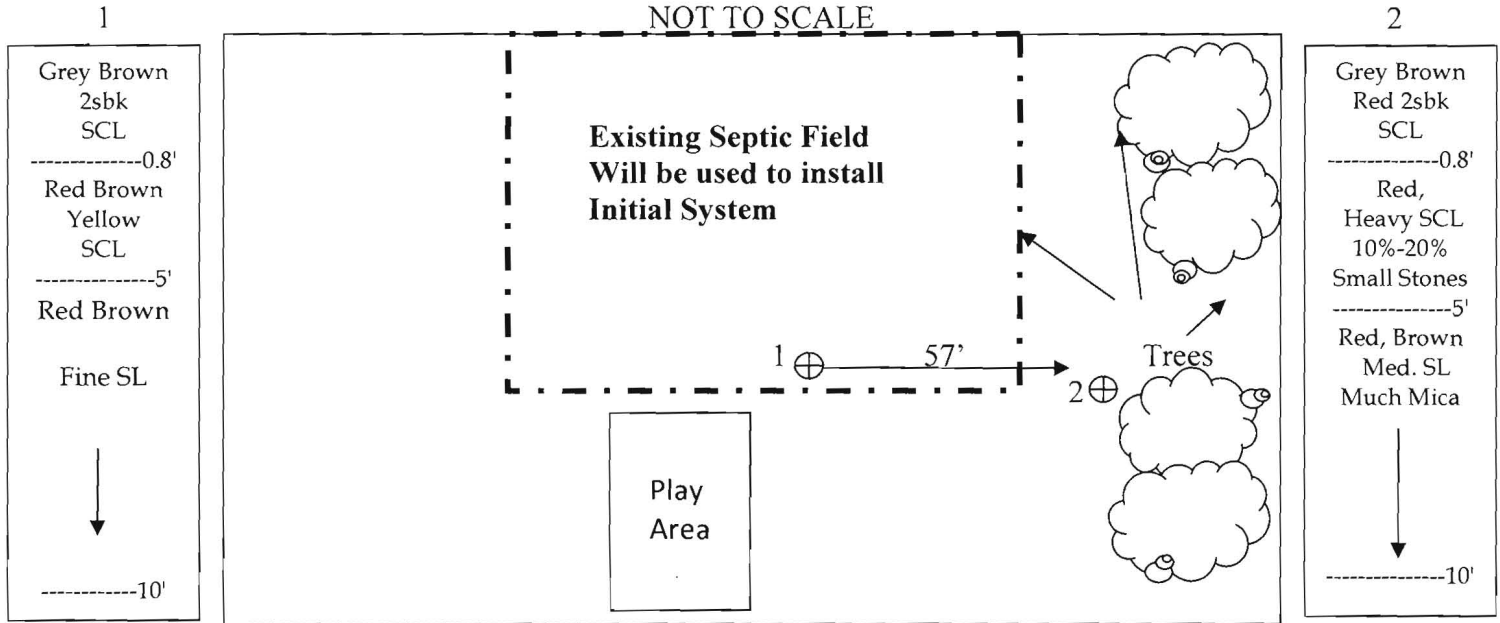 NOT TO SCALE
1
Grey Brown
2sbk
SCL
--------------0.8'
Red Brown
Yellow
SCL
---------------5'
Red Brown
Fine SL
------------10'
Existing Septic Field
Will be used to install
Initial System
1
57’
2
Trees
Play
Area
2
Grey Brown
Red 2sbk
SCL
--------------0.8'
Red,
Heavy SCL
10%-20%
Small Stones
---------------5'
Red, Brown
Med. SL
Much Mica
---------------10'